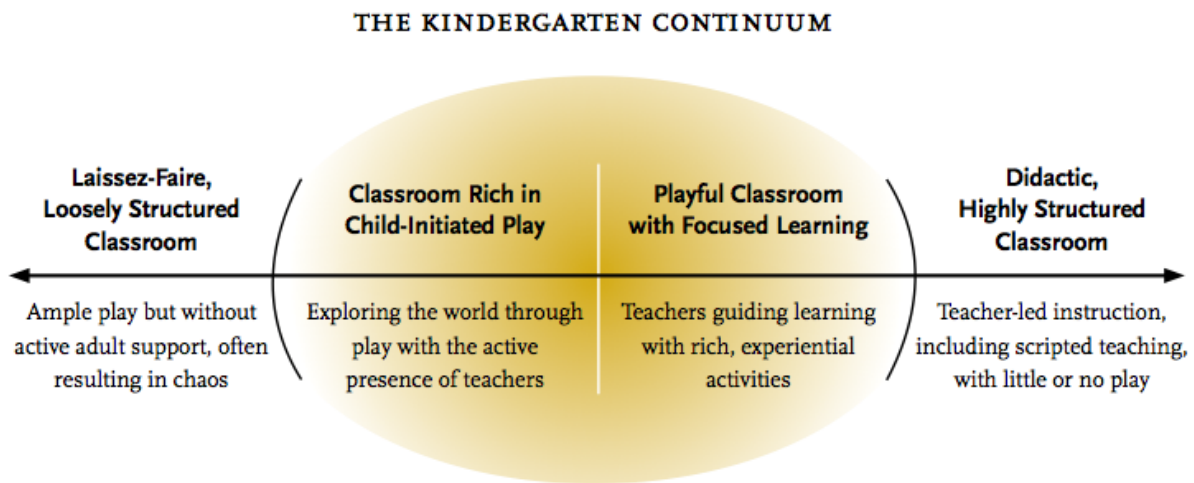 THE KINDERGARTEN CONTINUUM
Laissez-Faire,
Loosely Structured
Classroom
Ample play but without
active adult support, often
resulting in chaos
Classroom Rich in
Child-Initiated Play
Exploring the world through
play with the active
presence of teachers
Playful Classroom
with Focused Learning
Teachers guiding learning
with rich, experiential
activities
Didactic,
Highly Structured
Classroom
Teacher-led instruction,
including scripted teaching,
with little or no play